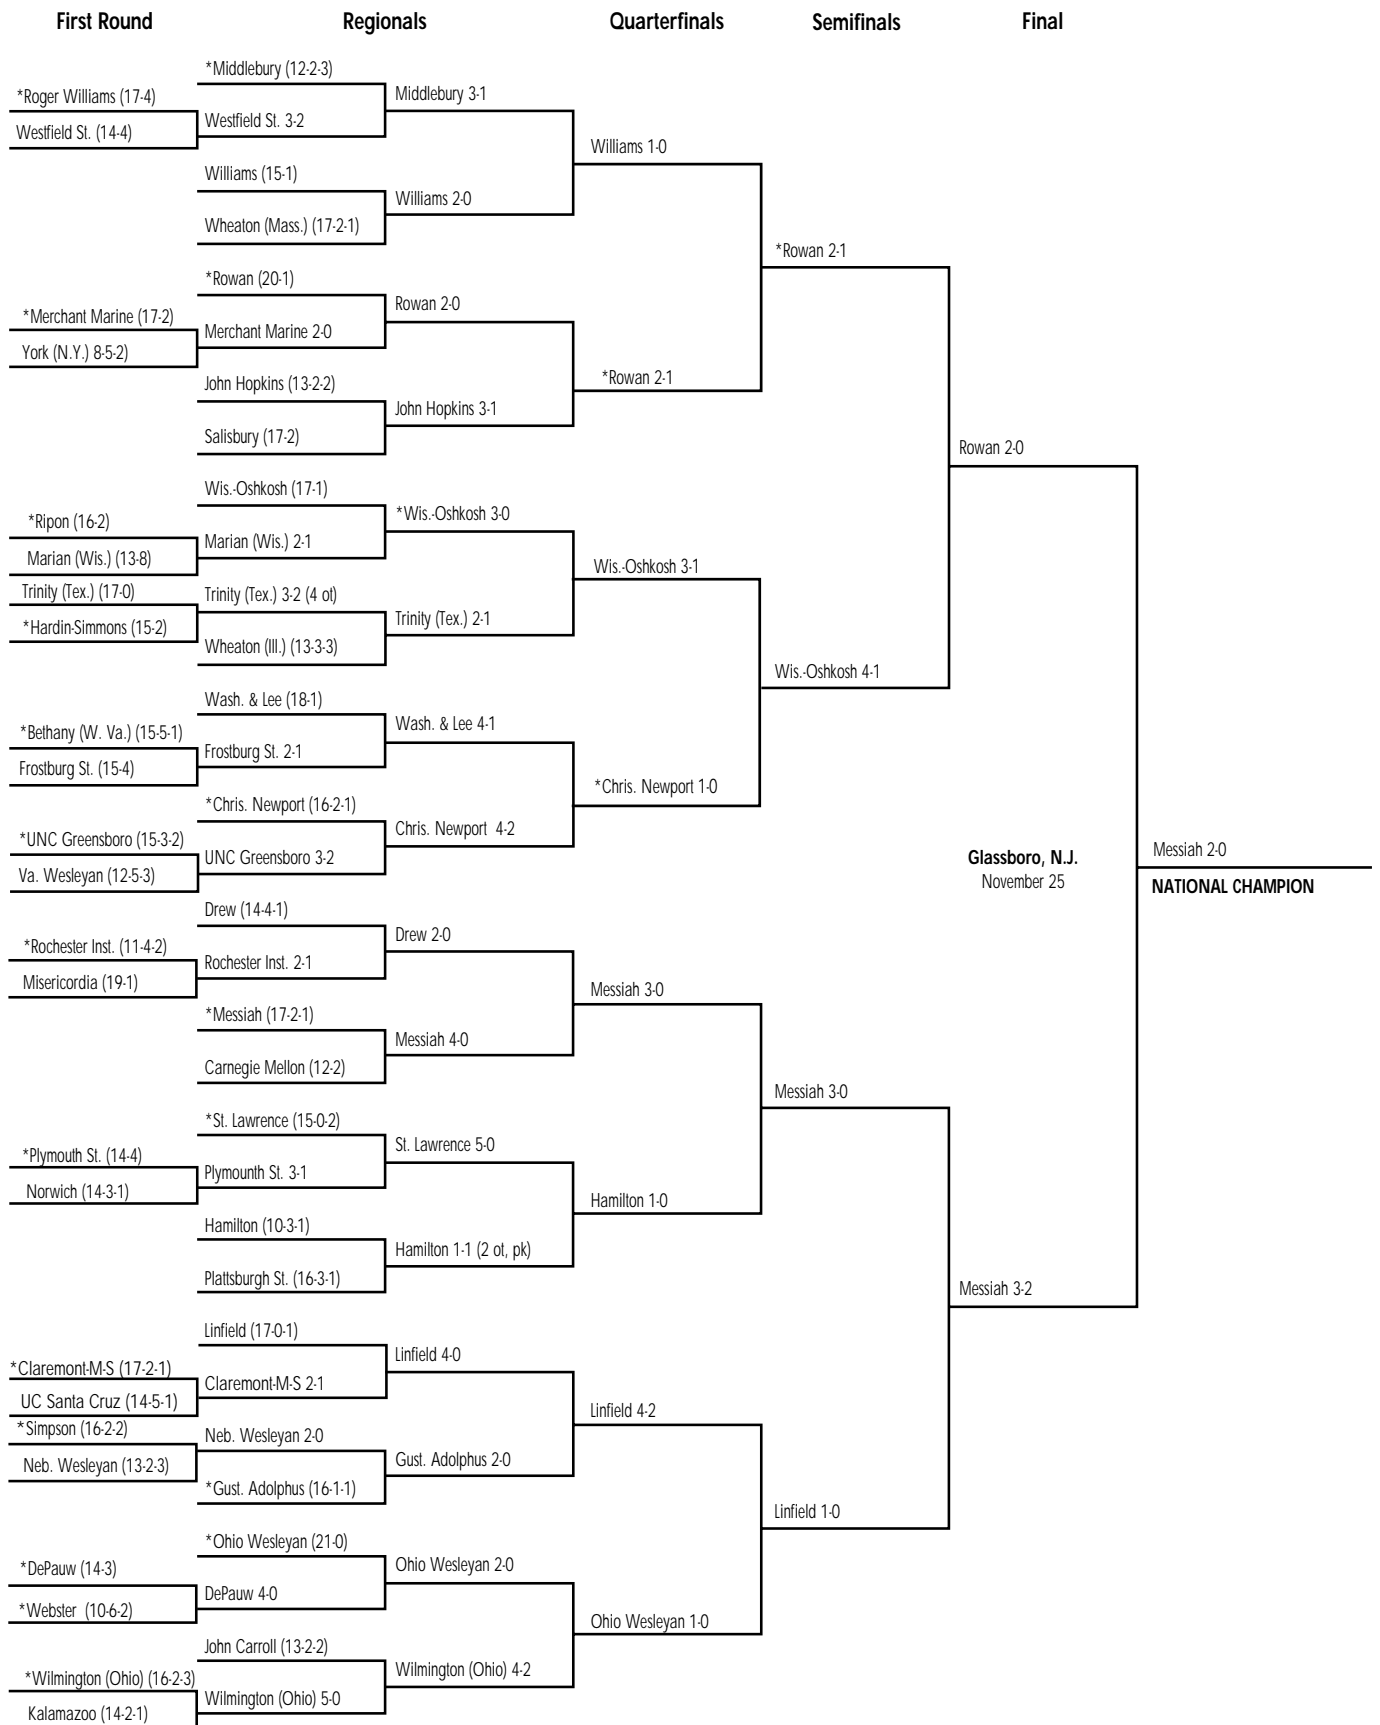 First Round
Regionals
Quarterfinals
Semifinals
Final
*Roger Williams (17-4)
Westfield St. (14-4)
*Merchant Marine (17-2)
York (N.Y.) 8-5-2)
*Ripon (16-2)
Marian (Wis.) (13-8)
Trinity (Tex.) (17-0)
*Hardin-Simmons (15-2)
*Bethany (W. Va.) (15-5-1)
Frostburg St. (15-4)
*UNC Greensboro (15-3-2)
Va. Wesleyan (12-5-3)
*Rochester Inst. (11-4-2)
Misericordia (19-1)
*Plymouth St. (14-4)
Norwich (14-3-1)
*Claremont-M-S (17-2-1)
UC Santa Cruz (14-5-1)
*Simpson (16-2-2)
Neb. Wesleyan (13-2-3)
*DePauw (14-3)
*Webster (10-6-2)
*Wilmington (Ohio) (16-2-3)
Kalamazoo (14-2-1)
*Middlebury (12-2-3)
Westfield St. 3-2
Williams (15-1)
Wheaton (Mass.) (17-2-1)
*Rowan (20-1)
Merchant Marine 2-0
John Hopkins (13-2-2)
Salisbury (17-2)
Wis.-Oshkosh (17-1)
Marian (Wis.) 2-1
Trinity (Tex.) 3-2 (4 ot)
Wheaton (Ill.) (13-3-3)
Wash. & Lee (18-1)
Frostburg St. 2-1
*Chris. Newport (16-2-1)
UNC Greensboro 3-2
Drew (14-4-1)
Rochester Inst. 2-1
*Messiah (17-2-1)
Carnegie Mellon (12-2)
*St. Lawrence (15-0-2)
Plymounth St. 3-1
Hamilton (10-3-1)
Plattsburgh St. (16-3-1)
Linfield (17-0-1)
Claremont-M-S 2-1
Neb. Wesleyan 2-0
*Gust. Adolphus (16-1-1)
*Ohio Wesleyan (21-0)
DePauw 4-0
John Carroll (13-2-2)
Wilmington (Ohio) 5-0
Middlebury 3-1
Williams 2-0
Rowan 2-0
John Hopkins 3-1
*Wis.-Oshkosh 3-0
Trinity (Tex.) 2-1
Wash. & Lee 4-1
Chris. Newport 4-2
Drew 2-0
Messiah 4-0
St. Lawrence 5-0
Hamilton 1-1 (2 ot, pk)
Linfield 4-0
Gust. Adolphus 2-0
Ohio Wesleyan 2-0
Wilmington (Ohio) 4-2
Williams 1-0
*Rowan 2-1
Wis.-Oshkosh 3-1
*Chris. Newport 1-0
Messiah 3-0
Hamilton 1-0
Linfield 4-2
Ohio Wesleyan 1-0
*Rowan 2-1
Wis.-Oshkosh 4-1
Messiah 3-0
Linfield 1-0
Rowan 2-0
Messiah 3-2
Glassboro, N.J.
November 25
Messiah 2-0
NATIONAL CHAMPION